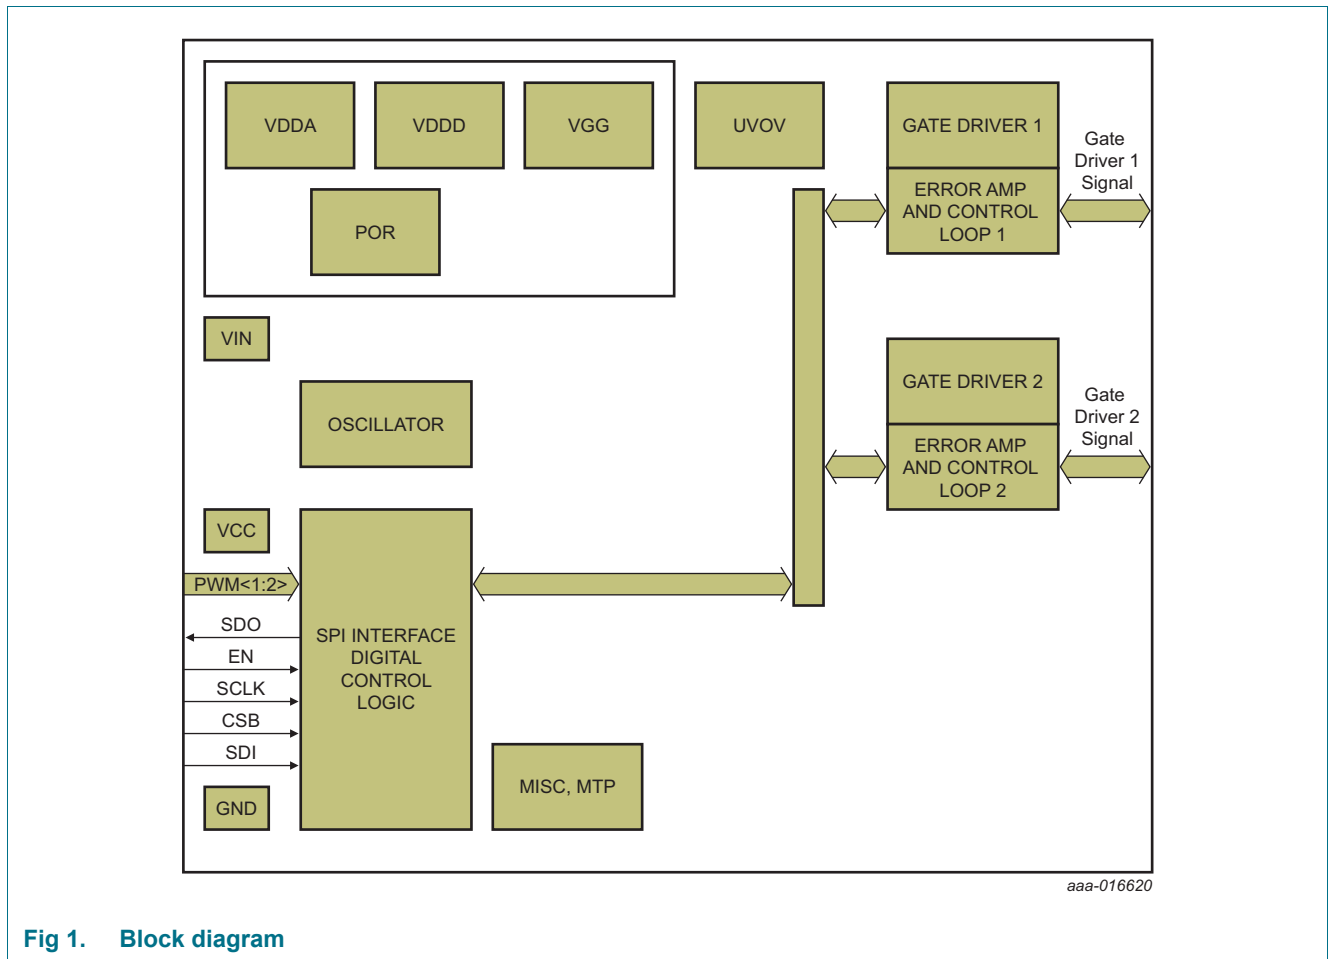 VDDA
VDDD
VGG
UVOV
GATE DRIVER 1
Gate
Driver 1
Signal
ERROR AMP
AND CONTROL
LOOP 1
POR
VIN
OSCILLATOR
GATE DRIVER 2
Gate
Driver 2
Signal
ERROR AMP
AND CONTROL
LOOP 2
VCC
PWM<1:2>
SDO
EN
SCLK
CSB
SDI
SPI INTERFACE
DIGITAL
CONTROL
LOGIC
MISC, MTP
GND
aaa-016620
Fig 1. Block diagram